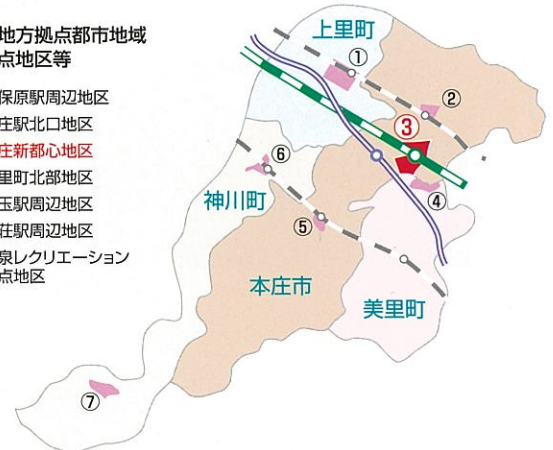 地方拠点都市地域
点地区等
保原駅周辺地区
庄駅北口地区
庄新都心地区
里町北部地区
玉駅周辺地区
荘駅周辺地区
泉レクリエーション
点地区
上里町
①
②
③
④
⑥
神川町
⑤
本庄市
美里町
⑦